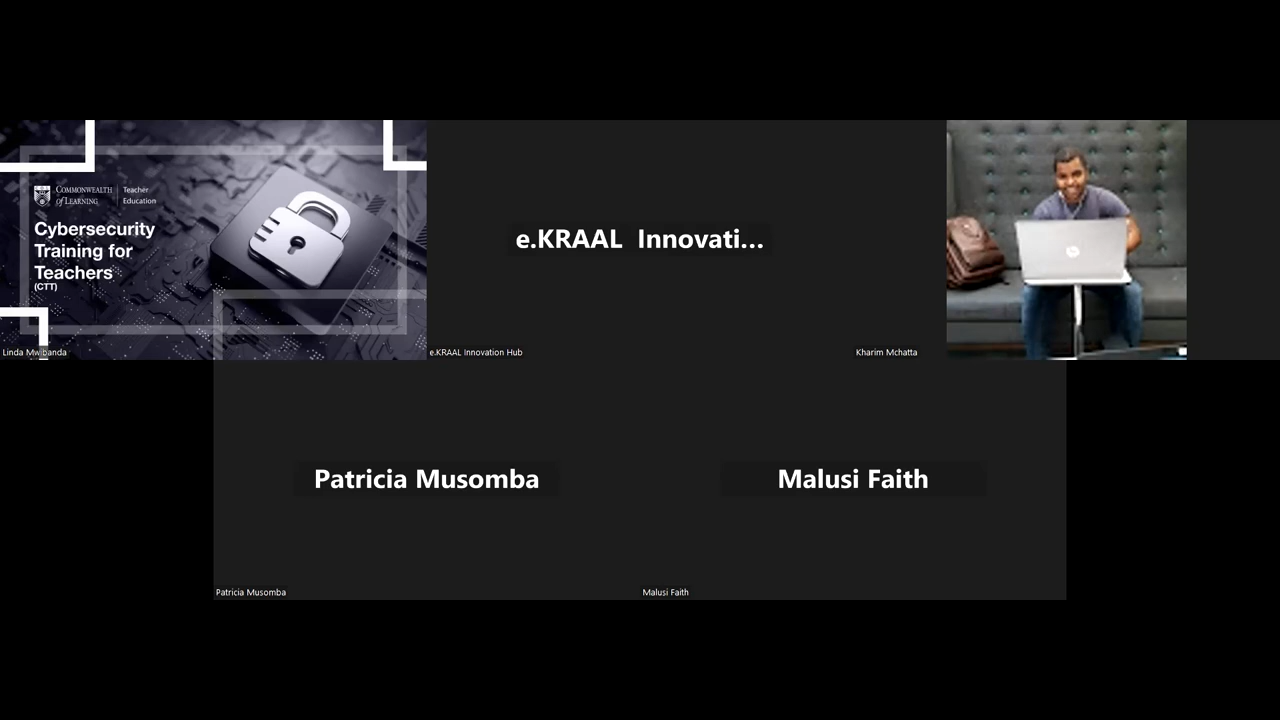 COMMONWEALTH
of LEARNING
Teacher
Education
Cybersecurity
Training for
Teachers
(CTT)
Linda Mwibanda
e.KRAAL Innovati...
e.KRAAL Innovation Hub
Kharim Mchatta
Patricia Musomba
Patricia Musomba
Malusi Faith
Malusi Faith